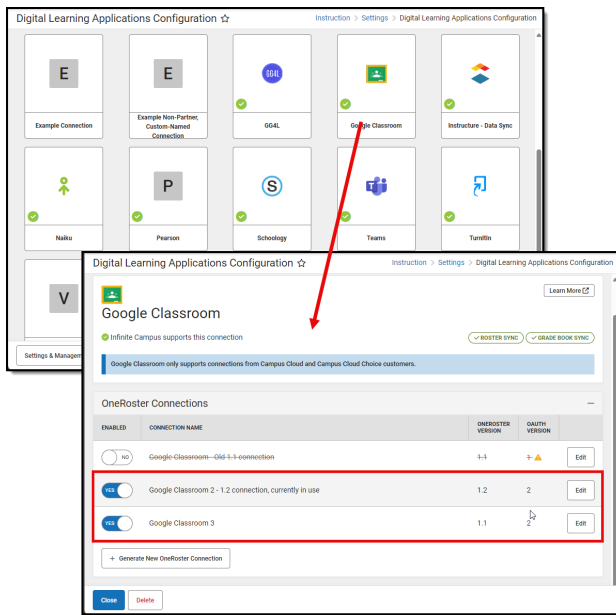 Digital Learning Applications Configuration ☆
Instruction > Settings > Digital Learning Applications Configuration
E
E
GG4L
Example Connection
Example Non-Partner,
Custom-Named
Connection
GG4L
Google Classroom
Instructure - Data Sync
P
S
Naiku
Pearson
Schoology
Teams
Turnitin
V
Settings & Managem
Digital Learning Applications Configuration ☆
Instruction > Settings > Digital Learning Applications Configuration
Learn More
Google Classroom
Infinite Campus supports this connection
ROSTER SYNC
GRADE BOOK SYNC
Google Classroom only supports connections from Campus Cloud and Campus Cloud Choice customers.
OneRoster Connections
ENABLED CONNECTION NAME ONEROSTER VERSION OAUTH VERSION
NO Google Classroom - Old 1.1 connection 1.1 1 Edit
YES Google Classroom 2 - 1.2 connection, currently in use 1.2 2 Edit
YES Google Classroom 3 1.1 2 Edit
+ Generate New OneRoster Connection
Close Delete